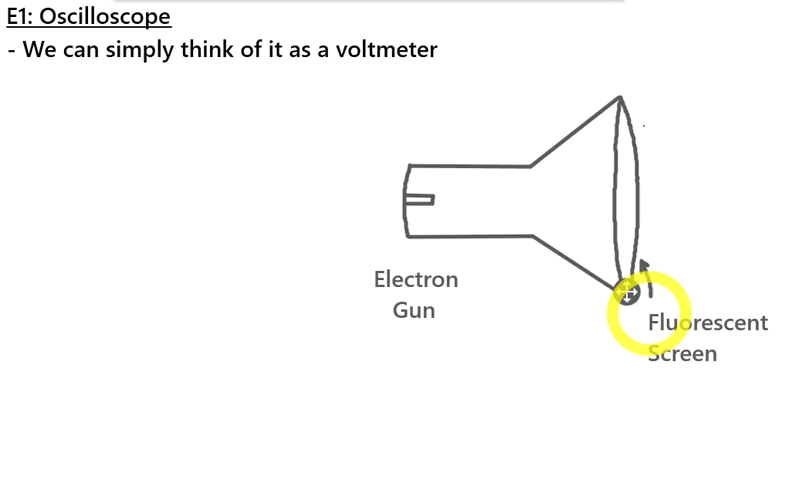 E1: Oscilloscope
- We can simply think of it as a voltmeter
Electron
Gun
Fluorescent
Screen